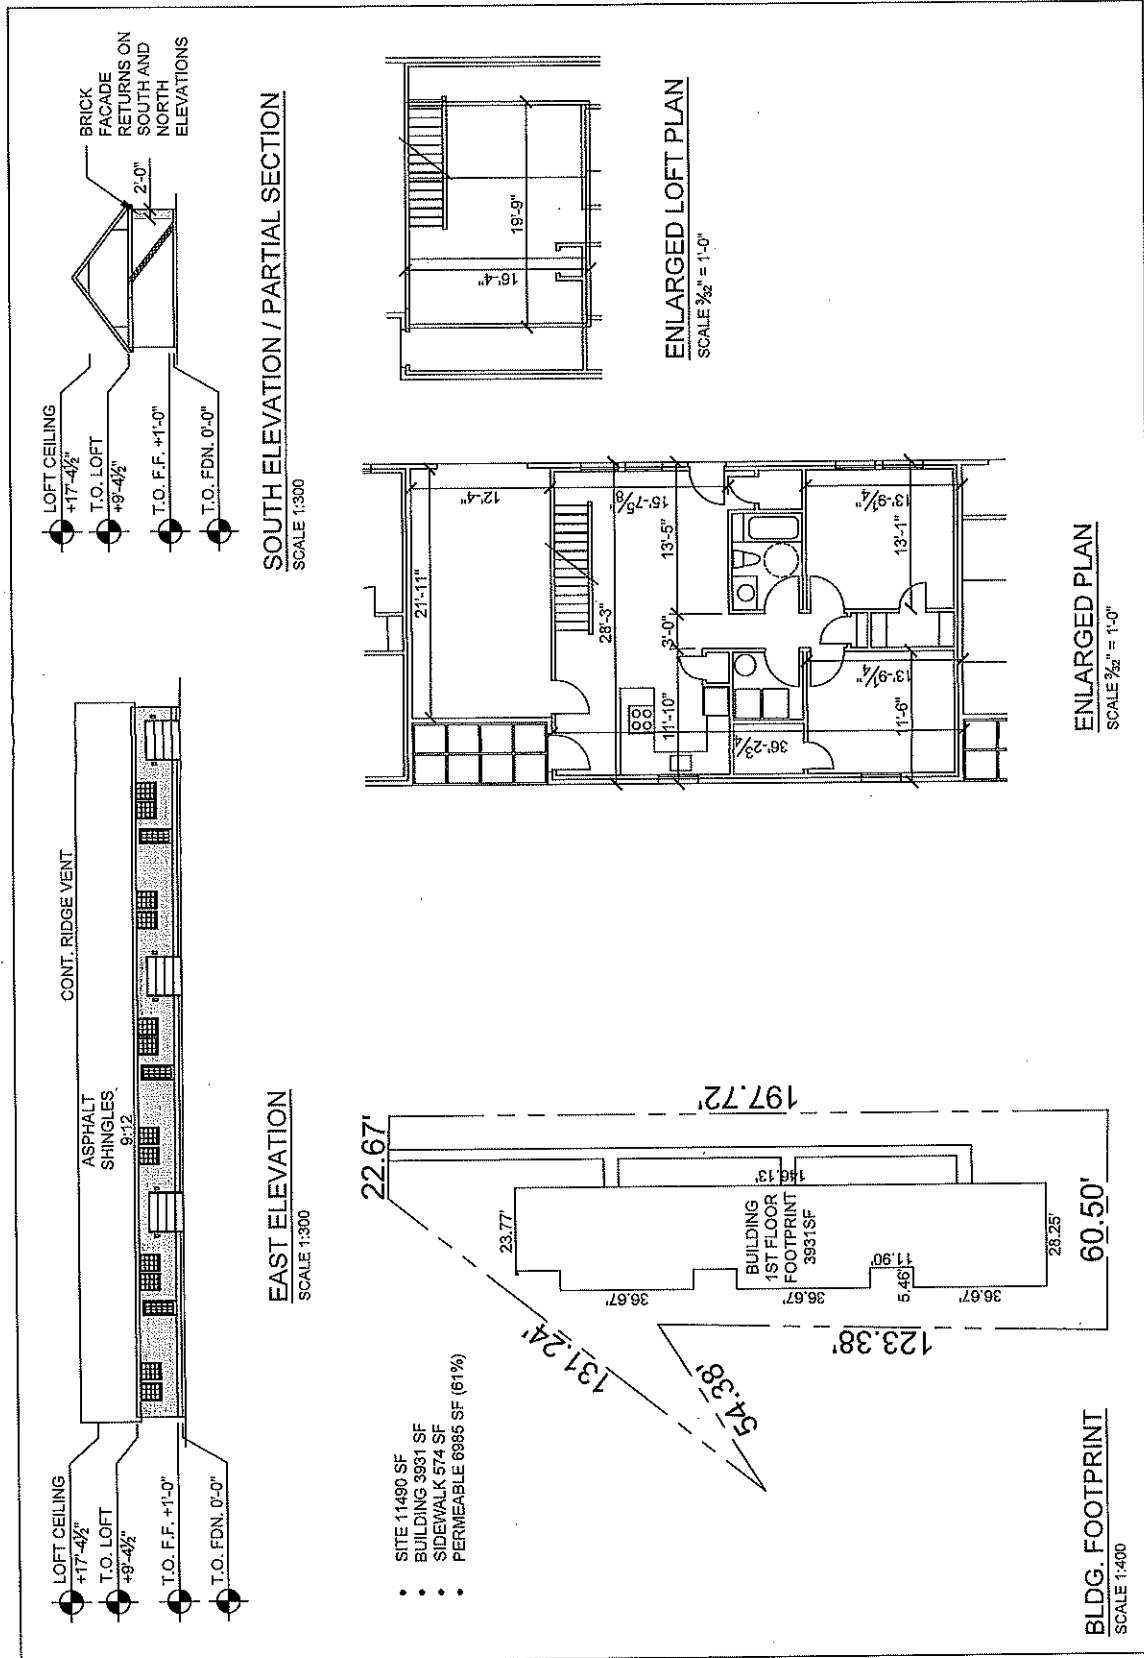 LOFT CEILING
+17'-4½"
T.O. LOFT
+9'-4½"
T.O. F.F. +1'-0"
T.O. FDN. 0'-0"
CONT. RIDGE VENT
ASPHALT
SHINGLES
9:12
EAST ELEVATION
SCALE 1:300
LOFT CEILING
+17'-4½"
T.O. LOFT
+9'-4½"
T.O. F.F. +1'-0"
T.O. FDN. 0'-0"
BRICK
FACADE
RETURNS ON
SOUTH AND
NORTH
ELEVATIONS
2'-0"
SOUTH ELEVATION / PARTIAL SECTION
SCALE 1:300
• SITE 11490 SF
• BUILDING 3931 SF
• SIDEWALK 574 SF
• PERMEABLE 6985 SF (61%)
22.67'
131.24'
54.38'
123.38'
60.50'
197.72'
23.77'
146.13'
28.25'
36.67'
36.67'
36.67'
5.46'
11.90'
BUILDING
1ST FLOOR
FOOTPRINT
3931SF
BLDG. FOOTPRINT
SCALE 1:400
21'-11"
12'-4"
28'-3"
15'-7⅝"
11'-10"
3'-0"
13'-5"
36'-2¾"
11'-6"
13'-9¼"
13'-1"
13'-9¼"
ENLARGED PLAN
SCALE 3/32" = 1'-0"
16'-4"
19'-9"
ENLARGED LOFT PLAN
SCALE 3/32" = 1'-0"